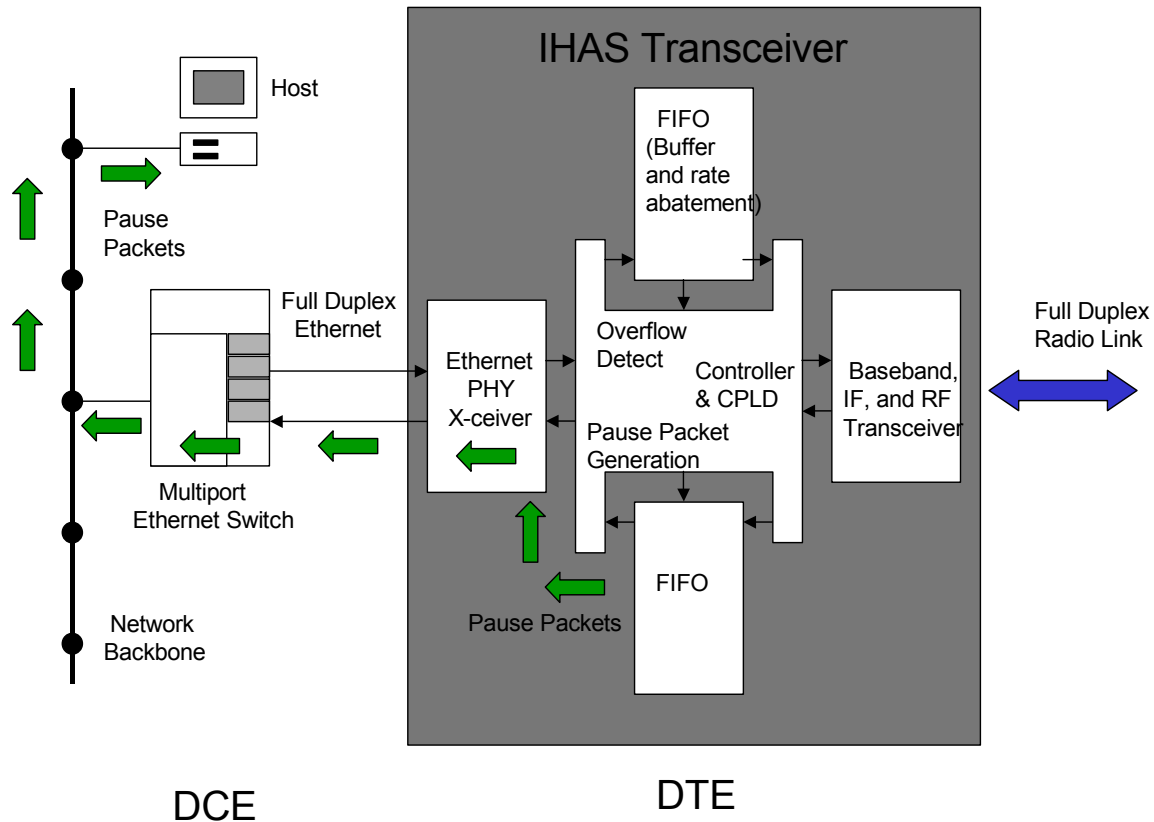 IHAS Transceiver
Host
FIFO
(Buffer
and rate
abatement)
Pause
Packets
Full Duplex
Ethernet
Ethernet
PHY
X-ceiver
Overflow
Detect
Controller
& CPLD
Baseband,
IF, and RF
Transceiver
Full Duplex
Radio Link
Pause Packet
Generation
Multiport
Ethernet Switch
FIFO
Pause Packets
Network
Backbone
DCE
DTE